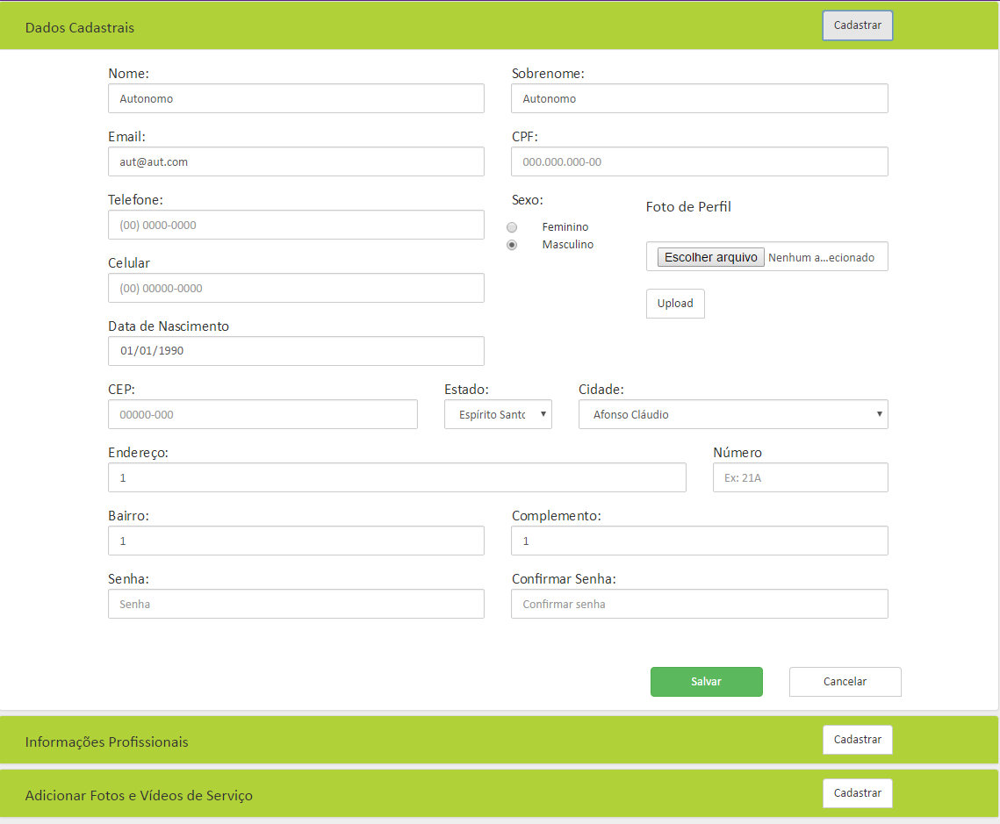 Dados Cadastrais Cadastrar
Nome: Sobrenome:
Autonomo Autonomo
Email: CPF:
aut@aut.com 000.000.000-00
Telefone: Sexo: Foto de Perfil
(00) 0000-0000 Feminino
Masculino
Escolher arquivo Nenhum a...ecionado
Celular
(00) 00000-0000 Upload
Data de Nascimento
01/01/1990
CEP: Estado: Cidade:
00000-000 Espírito Santo Afonso Cláudio
Endereço: Número
1 Ex: 21A
Bairro: Complemento:
1 1
Senha: Confirmar Senha:
Senha Confirmar senha
Salvar Cancelar
Informações Profissionais Cadastrar
Adicionar Fotos e Vídeos de Serviço Cadastrar